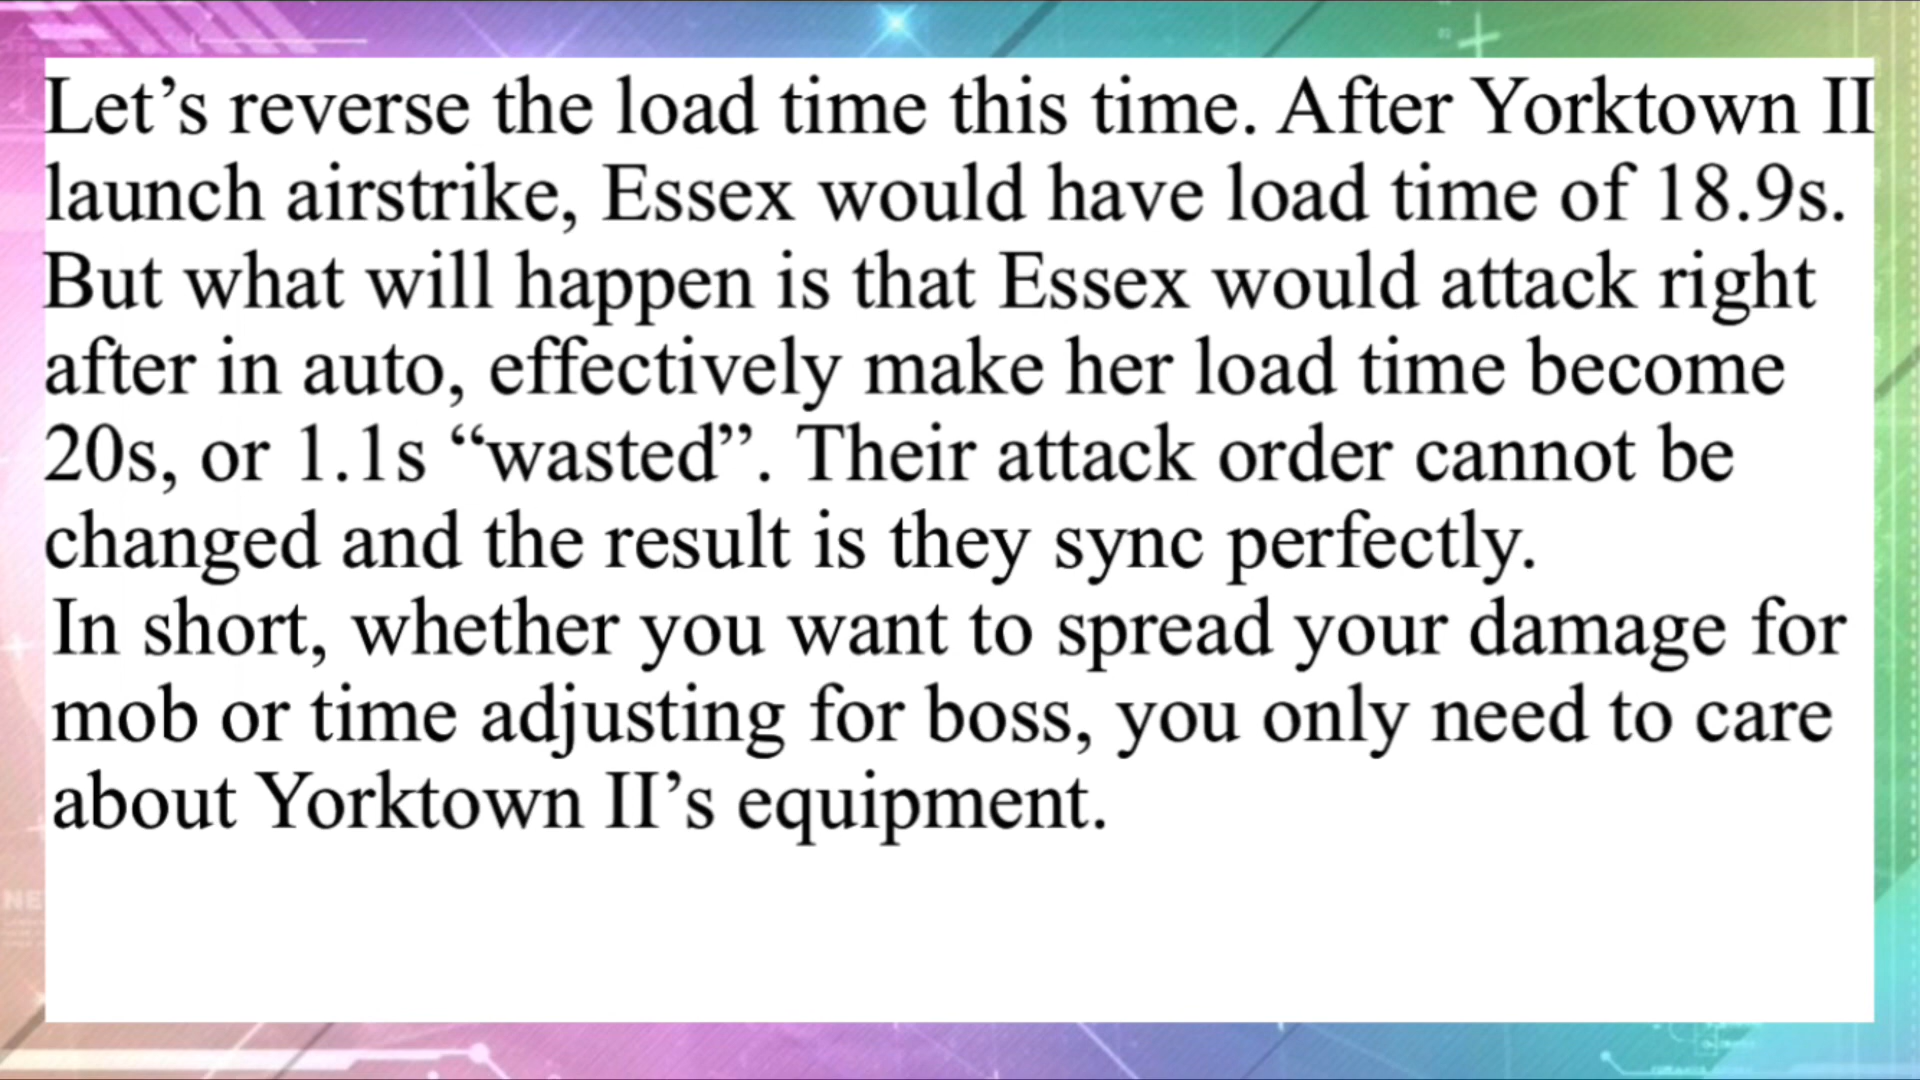 Let’s reverse the load time this time. After Yorktown II
launch airstrike, Essex would have load time of 18.9s.
But what will happen is that Essex would attack right
after in auto, effectively make her load time become
20s, or 1.1s “wasted”. Their attack order cannot be
changed and the result is they sync perfectly.
In short, whether you want to spread your damage for
mob or time adjusting for boss, you only need to care
about Yorktown II’s equipment.